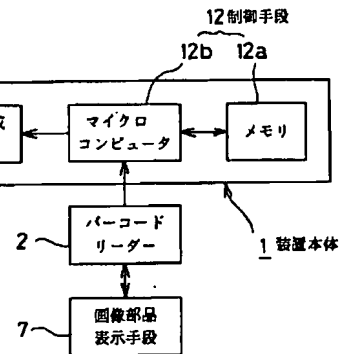 12制御手段
12b 12a
マイクロ
コンピュータ
メモリ
バーコード
リーダー
2
1 装置本体
画像部品
表示手段
7